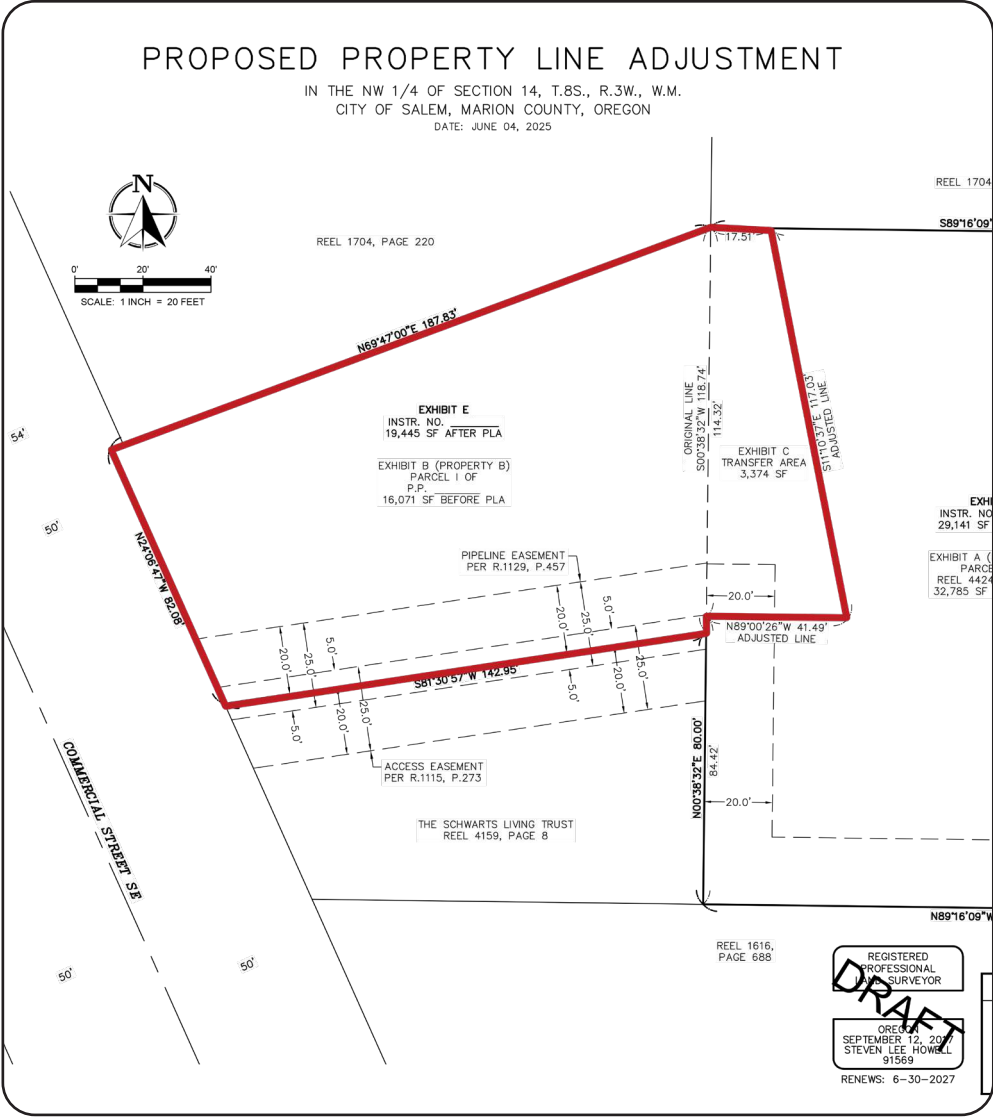 PROPOSED PROPERTY LINE ADJUSTMENT
IN THE NW 1/4 OF SECTION 14, T.8S., R.3W., W.M.
CITY OF SALEM, MARION COUNTY, OREGON
DATE: JUNE 04, 2025
N
0' 20' 40'
SCALE: 1 INCH = 20 FEET
REEL 1704, PAGE 220
REEL 1704
S89°16'09"
17.51'
N69°47'00"E 187.83'
ORIGINAL LINE
S00°38'32"W 118.74'
114.32'
S11°10'37"E 117.03'
ADJUSTED LINE
EXHIBIT E
INSTR. NO. ________
19,445 SF AFTER PLA
EXHIBIT B (PROPERTY B)
PARCEL I OF
P.P. ________
16,071 SF BEFORE PLA
EXHIBIT C
TRANSFER AREA
3,374 SF
54'
50'
N24°06'47"W 82.08'
EXHI
INSTR. NO
29,141 SF
EXHIBIT A (
PARCE
REEL 4424
32,785 SF
PIPELINE EASEMENT
PER R.1129, P.457
20.0'
N89°00'26"W 41.49'
ADJUSTED LINE
20.0'
25.0'
5.0'
20.0'
25.0'
5.0'
S81°30'57"W 142.95'
5.0'
20.0'
25.0'
5.0'
20.0'
25.0'
ACCESS EASEMENT
PER R.1115, P.273
N00°38'32"E 80.00'
84.42'
20.0'
COMMERCIAL STREET SE
THE SCHWARTS LIVING TRUST
REEL 4159, PAGE 8
N89°16'09"W
50'
50'
REEL 1616,
PAGE 688
REGISTERED
PROFESSIONAL
LAND SURVEYOR
DRAFT
OREGON
SEPTEMBER 12, 2017
STEVEN LEE HOWELL
91569
RENEWS: 6-30-2027